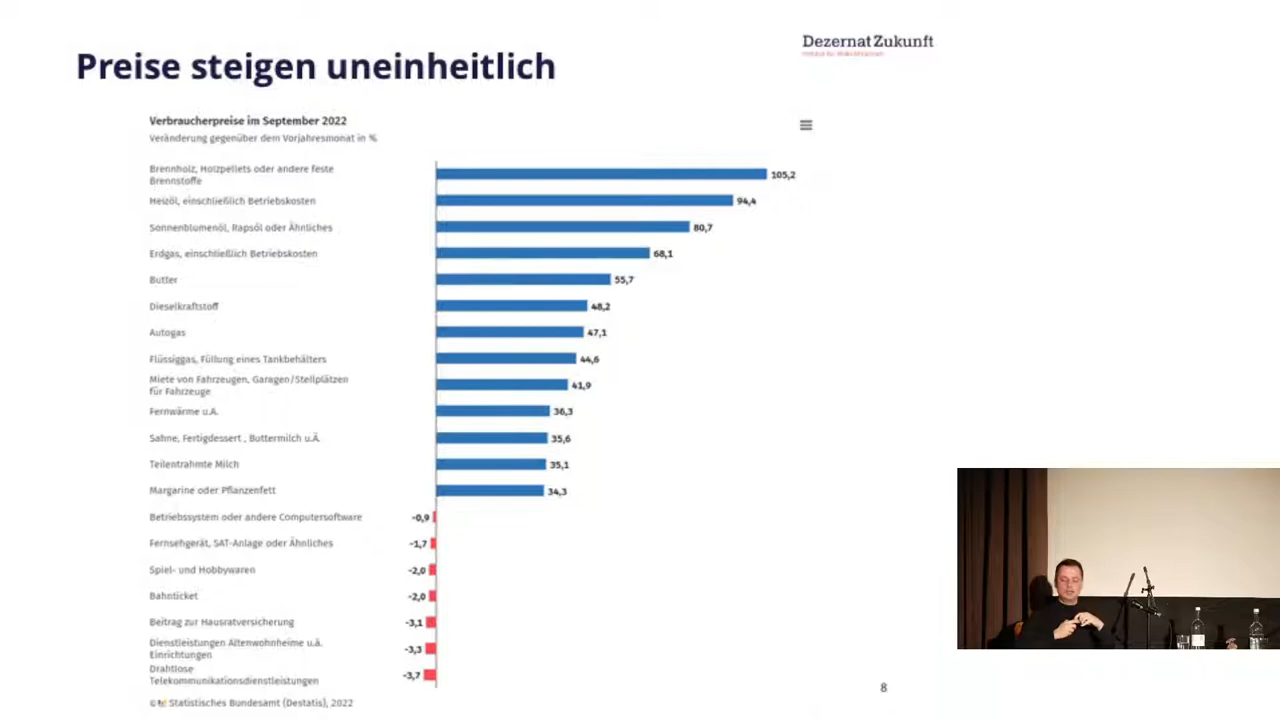 Dezernat Zukunft
Preise steigen uneinheitlich
Verbraucherpreise im September 2022
Veränderung gegenüber dem Vorjahresmonat in %
Brennholz, Holzpellets oder andere feste
Brennstoffe
105,2
Heizöl, einschließlich Betriebskosten
94,4
Sonnenblumenöl, Rapsöl oder Ähnliches
80,7
Erdgas, einschließlich Betriebskosten
68,1
Butter
55,7
Dieselkraftstoff
48,2
Autogas
47,1
Flüssiggas, Füllung eines Tankbehälters
44,6
Miete von Fahrzeugen, Garagen/Stellplätzen
für Fahrzeuge
41,9
Fernwärme u.A.
36,3
Sahne, Fertigdessert , Buttermilch u.Ä.
35,6
Teilentrahmte Milch
35,1
Margarine oder Pflanzenfett
34,3
Betriebssystem oder andere Computersoftware
-0,9
Fernsehgerät, SAT-Anlage oder Ähnliches
-1,7
Spiel- und Hobbywaren
-2,0
Bahnticket
-2,0
Beitrag zur Hausratversicherung
-3,1
Dienstleistungen Altenwohnheime u.ä.
Einrichtungen
-3,3
Drahtlose
Telekommunikationsdienstleistungen
-3,7
© Statistisches Bundesamt (Destatis), 2022
8